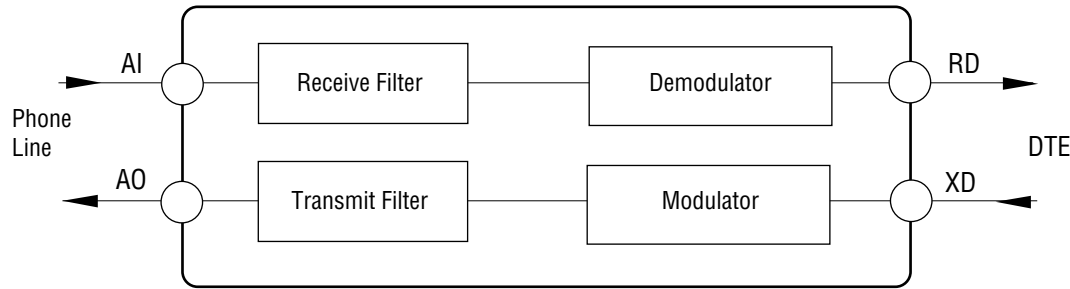 AI
Receive Filter
Demodulator
RD
Phone
Line
DTE
AO
Transmit Filter
Modulator
XD